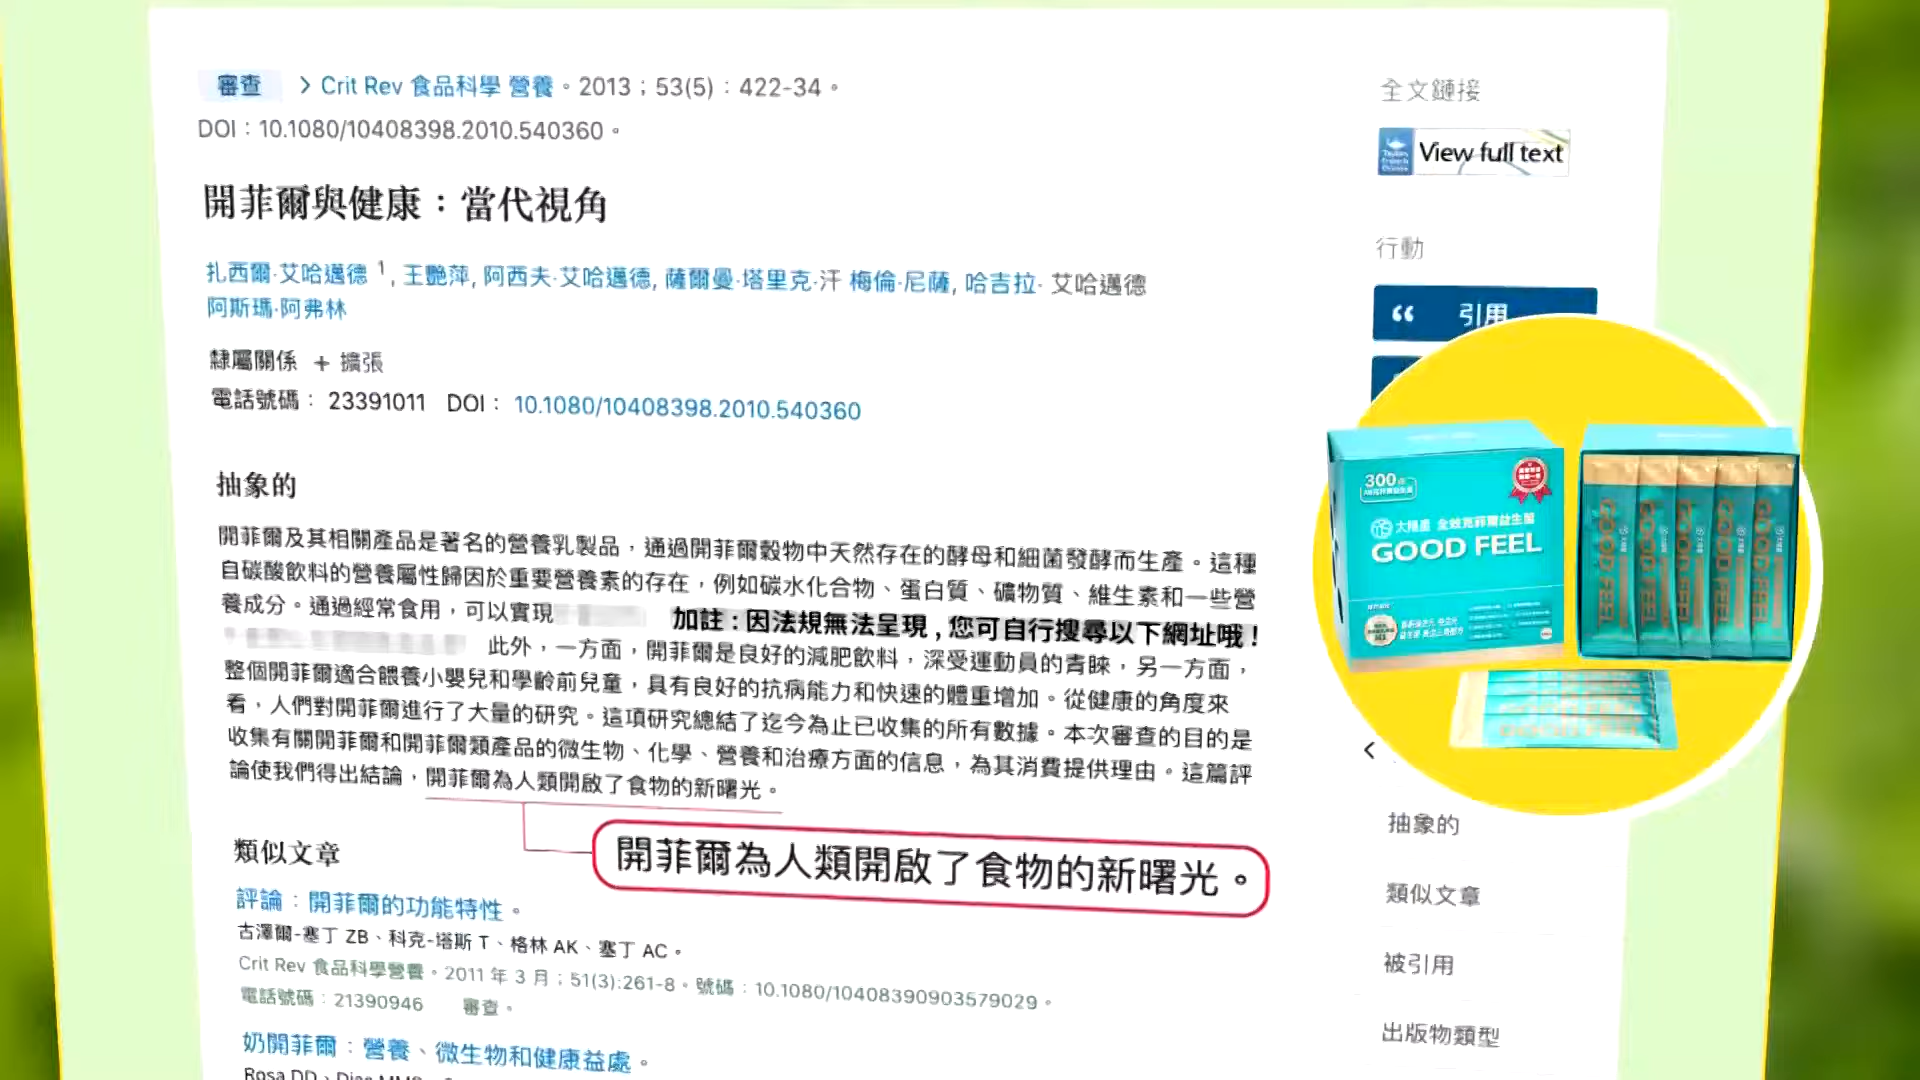 審查 > Crit Rev 食品科學 營養。2013；53(5)：422-34。
DOI：10.1080/10408398.2010.540360。
開菲爾與健康：當代視角
扎西爾·艾哈邁德 1, 王艷萍, 阿西夫·艾哈邁德, 薩爾曼·塔里克·汗 梅倫·尼薩, 哈吉拉· 艾哈邁德
阿斯瑪·阿弗林
隸屬關係 + 擴張
電話號碼： 23391011 DOI： 10.1080/10408398.2010.540360
抽象的
開菲爾及其相關產品是著名的營養乳製品，通過開菲爾穀物中天然存在的酵母和細菌發酵而生產。這種
自碳酸飲料的營養屬性歸因於重要營養素的存在，例如碳水化合物、蛋白質、礦物質、維生素和一些營
養成分。通過經常食用，可以實現
加註：因法規無法呈現，您可自行搜尋以下網址哦！
此外，一方面，開菲爾是良好的減肥飲料，深受運動員的青睞，另一方面，
整個開菲爾適合餵養小嬰兒和學齡前兒童，具有良好的抗病能力和快速的體重增加。從健康的角度來
看，人們對開菲爾進行了大量的研究。這項研究總結了迄今為止已收集的所有數據。本次審查的目的是
收集有關開菲爾和開菲爾類產品的微生物、化學、營養和治療方面的信息，為其消費提供理由。這篇評
論使我們得出結論，開菲爾為人類開啟了食物的新曙光。
開菲爾為人類開啟了食物的新曙光。
類似文章
評論：開菲爾的功能特性。
古澤爾-塞丁 ZB、科克-塔斯 T、格林 AK、塞丁 AC。
Crit Rev 食品科學營養。2011 年 3 月；51(3):261-8。號碼：10.1080/10408390903579029。
電話號碼：21390946 審查。
奶開菲爾：營養、微生物和健康益處。
全文鏈接
View full text
行動
“ 引用
300
大陽星 全效克菲爾益生菌
GOOD FEEL
GOOD FEEL
GOOD FEEL
GOOD FEEL
GOOD FEEL
GOOD FEEL
抽象的
類似文章
被引用
出版物類型